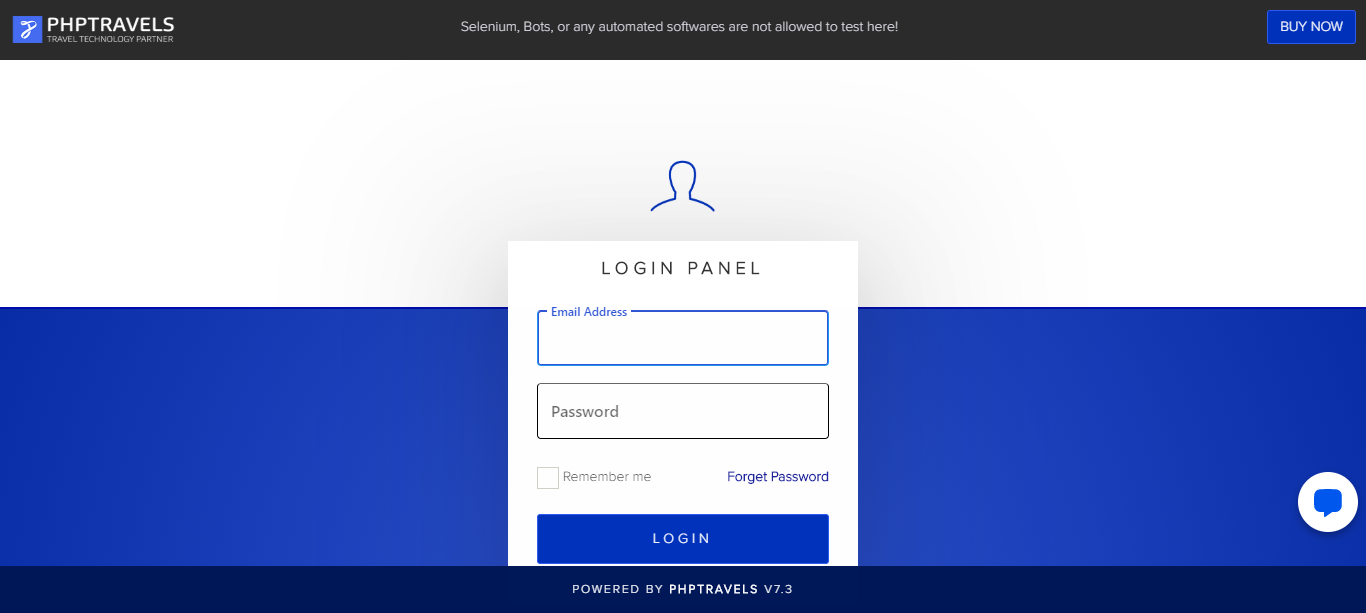 PHPTRAVELS
TRAVEL TECHNOLOGY PARTNER
Selenium, Bots, or any automated softwares are not allowed to test here!
BUY NOW
LOGIN PANEL
Email Address
Password
Remember me
Forget Password
LOGIN
POWERED BY PHPTRAVELS V7.3